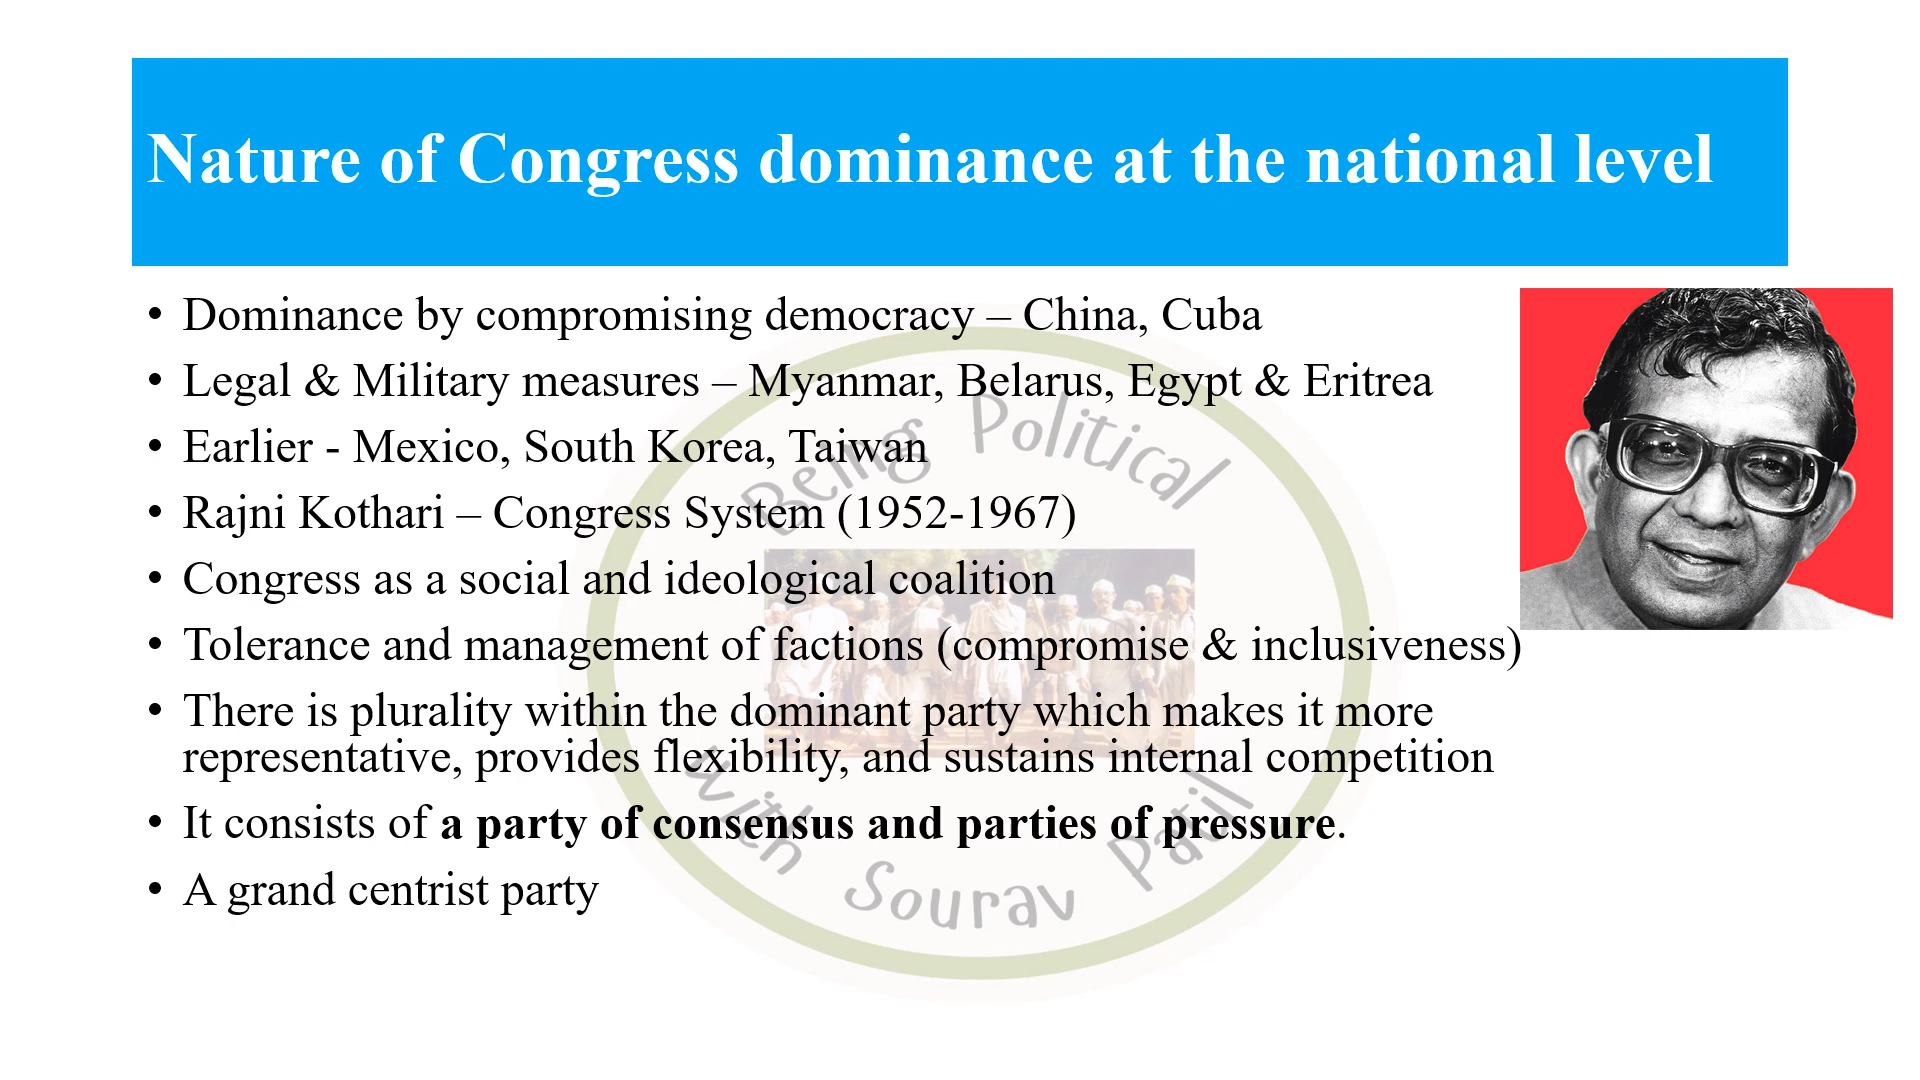 Nature of Congress dominance at the national level
• Dominance by compromising democracy – China, Cuba
• Legal & Military measures – Myanmar, Belarus, Egypt & Eritrea
• Earlier - Mexico, South Korea, Taiwan
• Rajni Kothari – Congress System (1952-1967)
• Congress as a social and ideological coalition
• Tolerance and management of factions (compromise & inclusiveness)
• There is plurality within the dominant party which makes it more
representative, provides flexibility, and sustains internal competition
• It consists of a party of consensus and parties of pressure.
• A grand centrist party
Being Political
with Sourav Patil